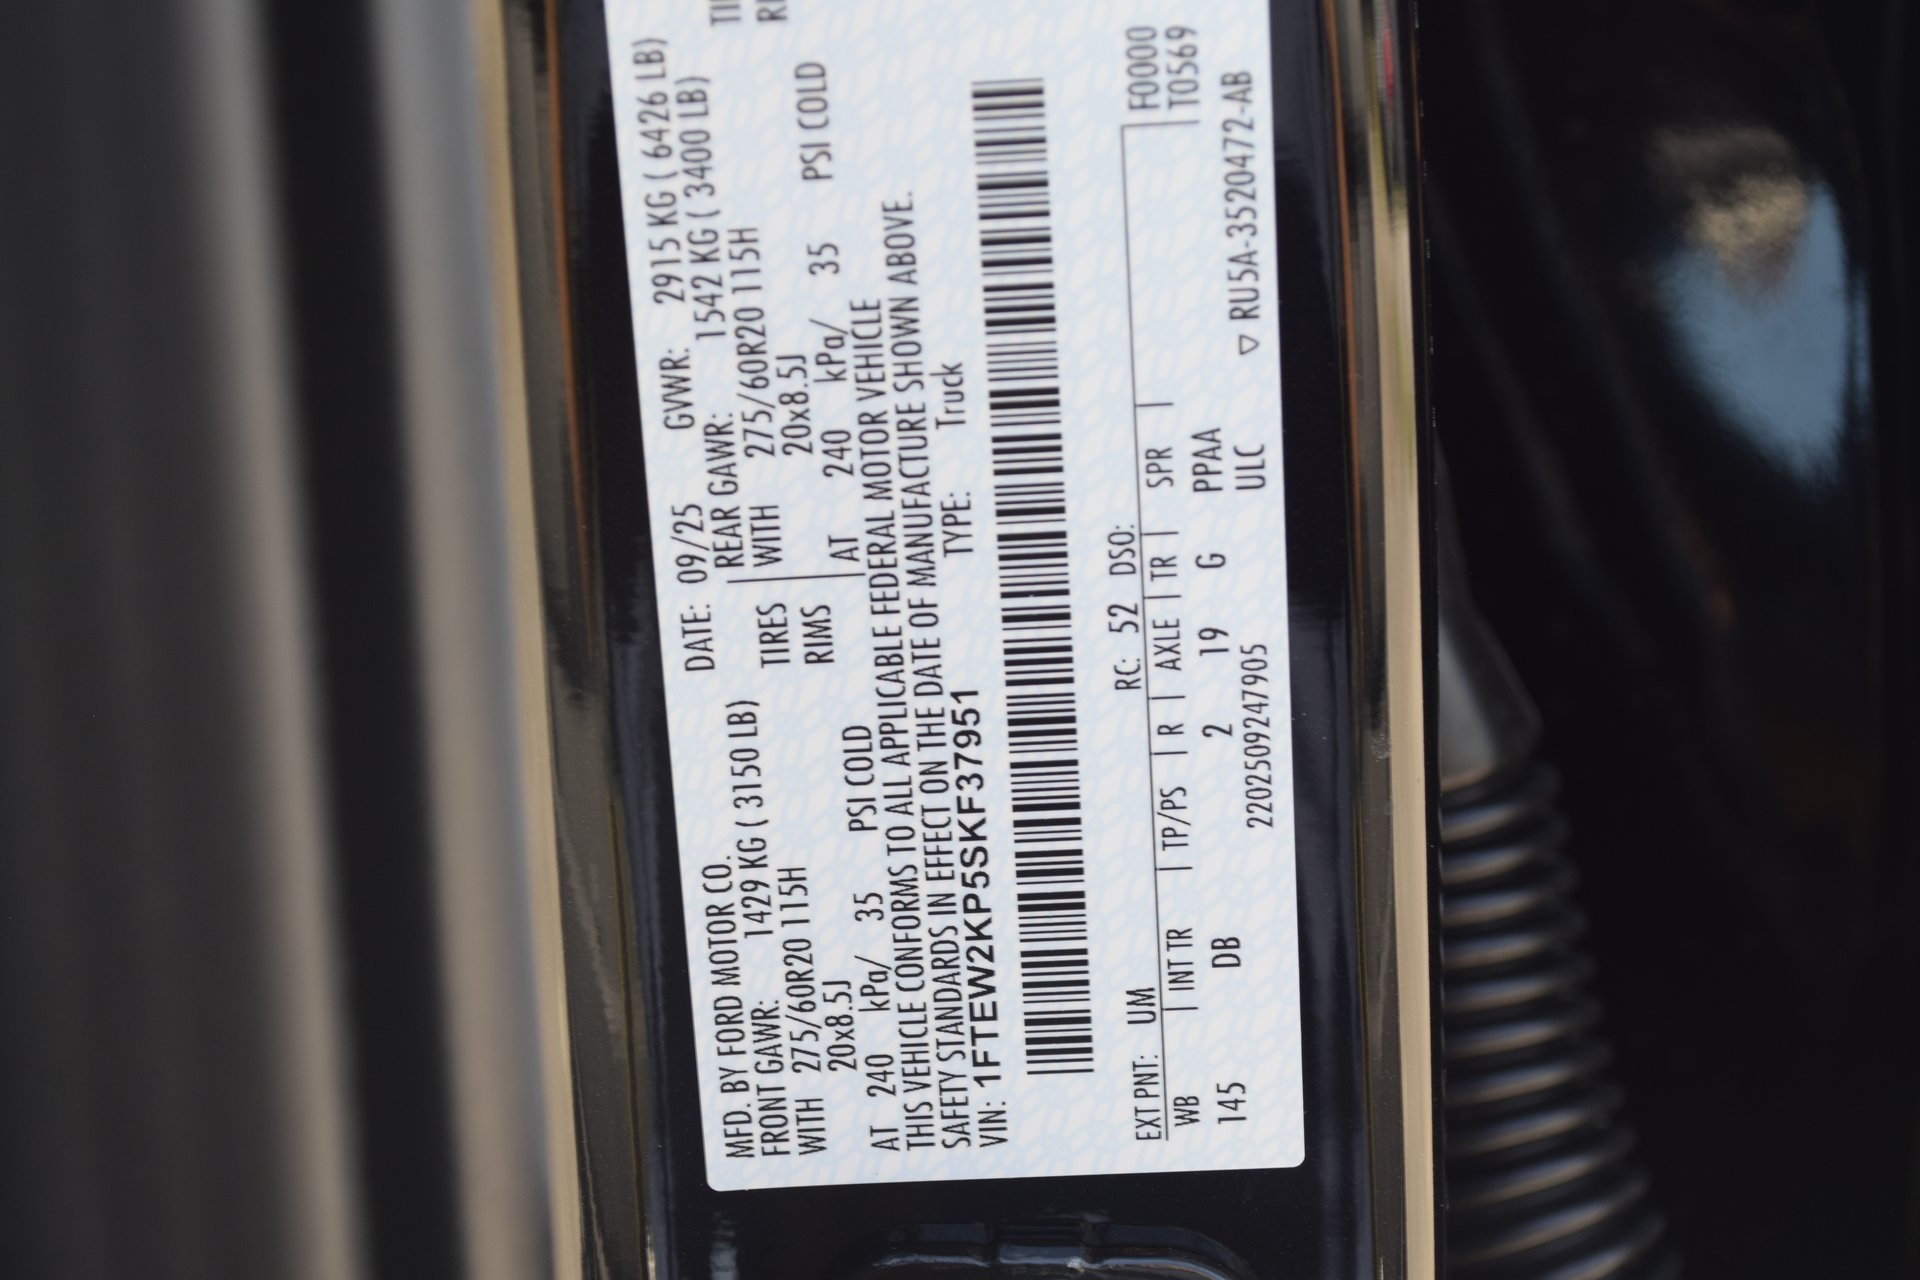 MFD. BY FORD MOTOR CO.
DATE: 09/25 GVWR: 2915 KG ( 6426 LB)
FRONT GAWR: 1429 KG ( 3150 LB)
REAR GAWR: 1542 KG ( 3400 LB)
WITH 275/60R20 115H TIRES WITH 275/60R20 115H
20x8.5J RIMS 20x8.5J
AT 240 kPa/ 35 PSI COLD AT 240 kPa/ 35 PSI COLD
THIS VEHICLE CONFORMS TO ALL APPLICABLE FEDERAL MOTOR VEHICLE
SAFETY STANDARDS IN EFFECT ON THE DATE OF MANUFACTURE SHOWN ABOVE.
VIN: 1FTEW2KP5SKF37951 TYPE: Truck
EXT PNT: UM RC: 52 DSO: F0000
WB | INT TR | TP/PS | R | AXLE | TR | SPR | T0569
145 DB 2 19 G PPAA
ULC
220250924​7905 ▽ RU5A-3520472-AB